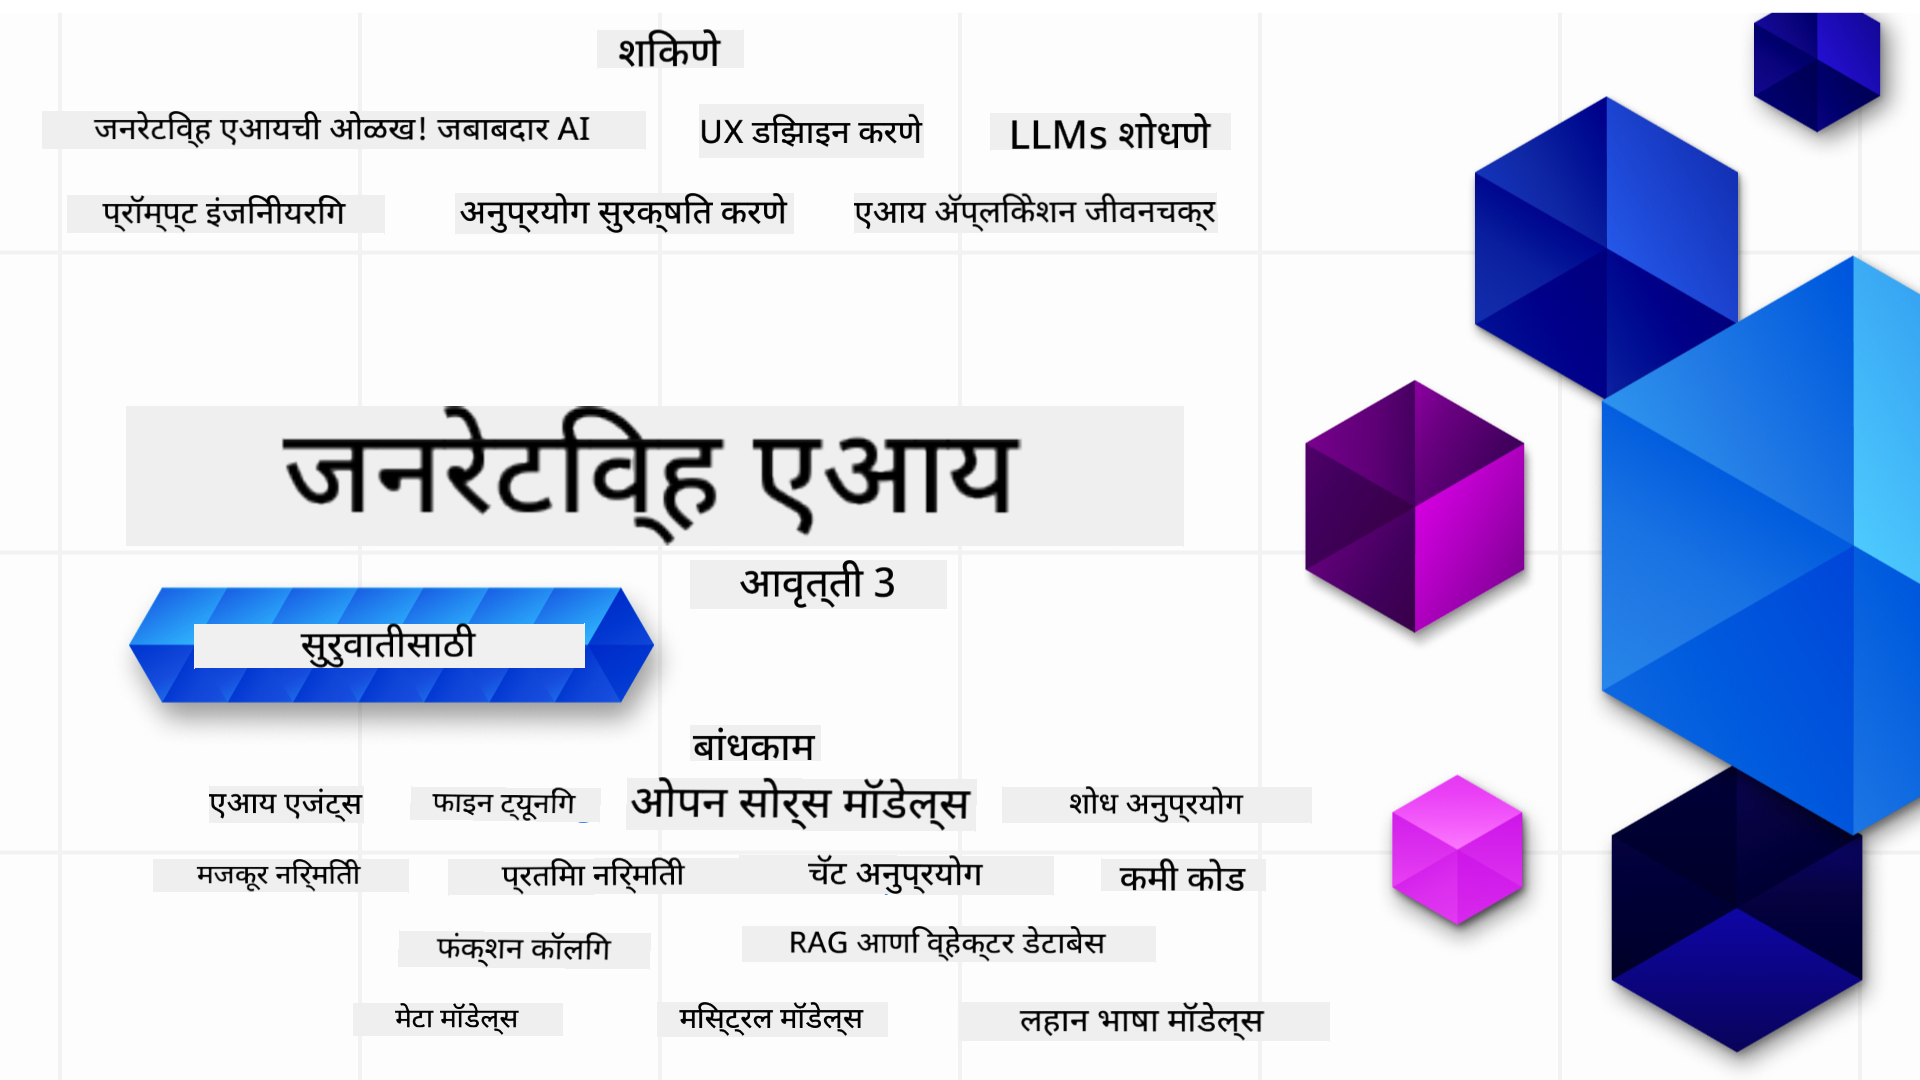 शिकणे
जनरेटिव्ह एआयची ओळख! जबाबदार AI
UX डिझाइन करणे
LLMs शोधणे
प्रॉम्प्ट इंजिनीयरिंग
अनुप्रयोग सुरक्षित करणे
एआय ॲप्लिकेशन जीवनचक्र
जनरेटिव्ह एआय
आवृत्ती 3
सुरुवातीसाठी
बांधकाम
एआय एजंट्स
फाइन ट्यूनिंग
ओपन सोर्स मॉडेल्स
शोध अनुप्रयोग
मजकूर निर्मिती
प्रतिमा निर्मिती
चॅट अनुप्रयोग
कमी कोड
फंक्शन कॉलिंग
RAG आणि व्हेक्टर डेटाबेस
मेटा मॉडेल्स
मिस्ट्रल मॉडेल्स
लहान भाषा मॉडेल्स